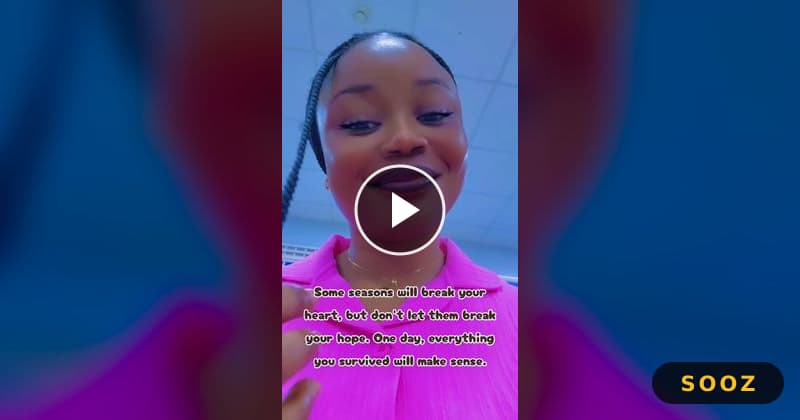 Some seasons will break your
heart, but don't let them break
your hope. One day, everything
you survived will make sense.
SOOZ